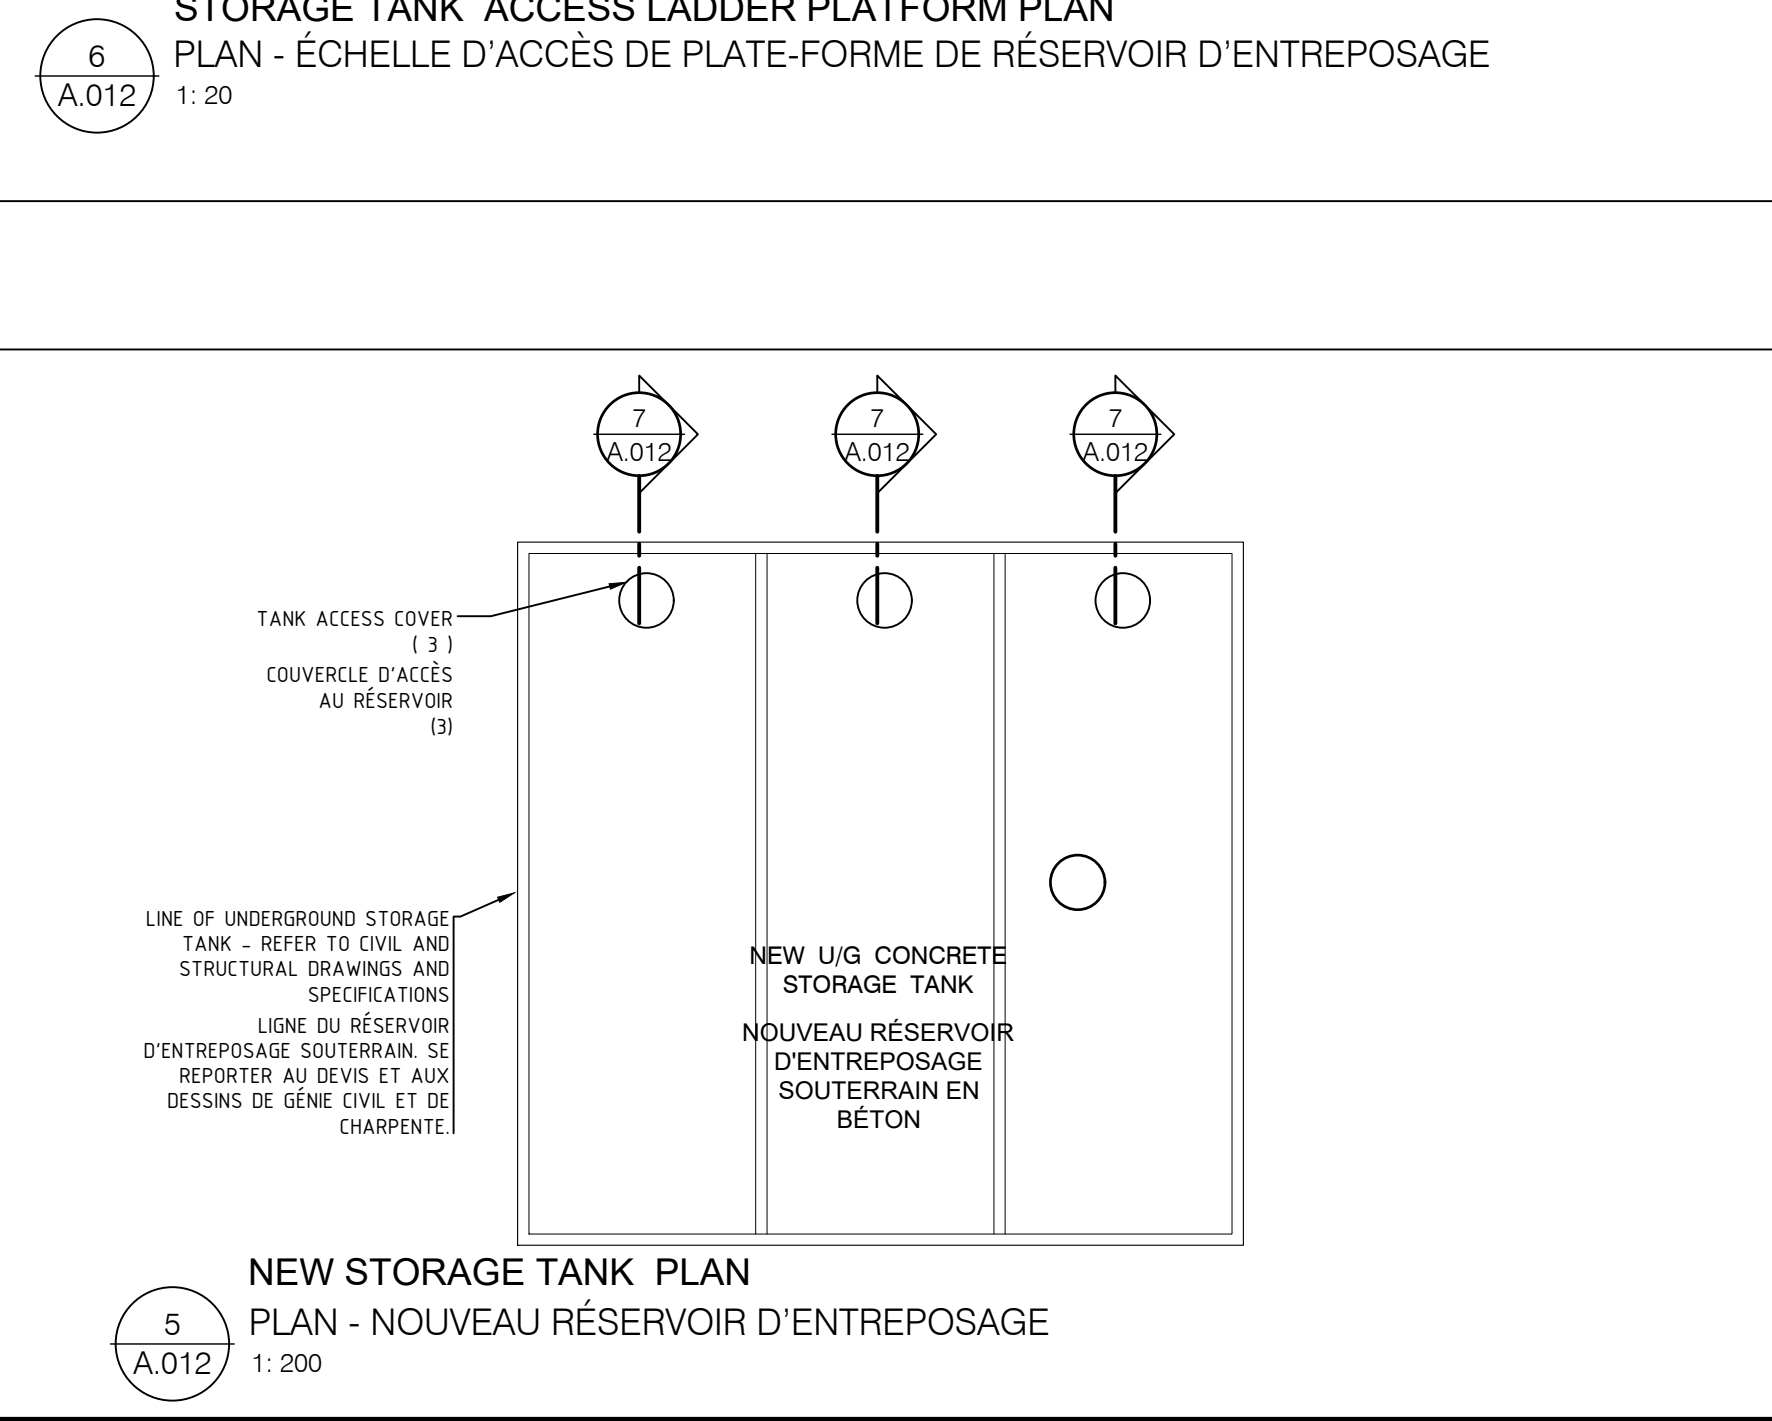 STORAGE TANK ACCESS LADDER PLATFORM PLAN
6
A.012
PLAN - ÉCHELLE D'ACCÈS DE PLATE-FORME DE RÉSERVOIR D'ENTREPOSAGE
1: 20
7
A.012
7
A.012
7
A.012
TANK ACCESS COVER
( 3 )
COUVERCLE D'ACCÈS
AU RÉSERVOIR
(3)
LINE OF UNDERGROUND STORAGE
TANK - REFER TO CIVIL AND
STRUCTURAL DRAWINGS AND
SPECIFICATIONS
LIGNE DU RÉSERVOIR
D'ENTREPOSAGE SOUTERRAIN. SE
REPORTER AU DEVIS ET AUX
DESSINS DE GÉNIE CIVIL ET DE
CHARPENTE.
NEW U/G CONCRETE
STORAGE TANK
NOUVEAU RÉSERVOIR
D'ENTREPOSAGE
SOUTERRAIN EN
BÉTON
NEW STORAGE TANK PLAN
5
A.012
PLAN - NOUVEAU RÉSERVOIR D'ENTREPOSAGE
1: 200